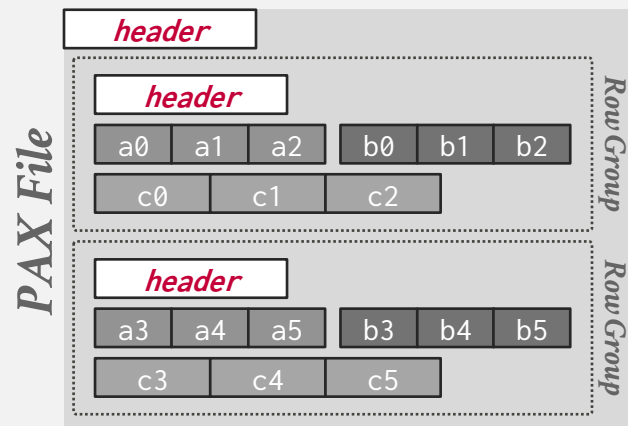 header
header
a0 a1 a2 b0 b1 b2
c0 c1 c2
Row Group
header
a3 a4 a5 b3 b4 b5
c3 c4 c5
Row Group
PAX File